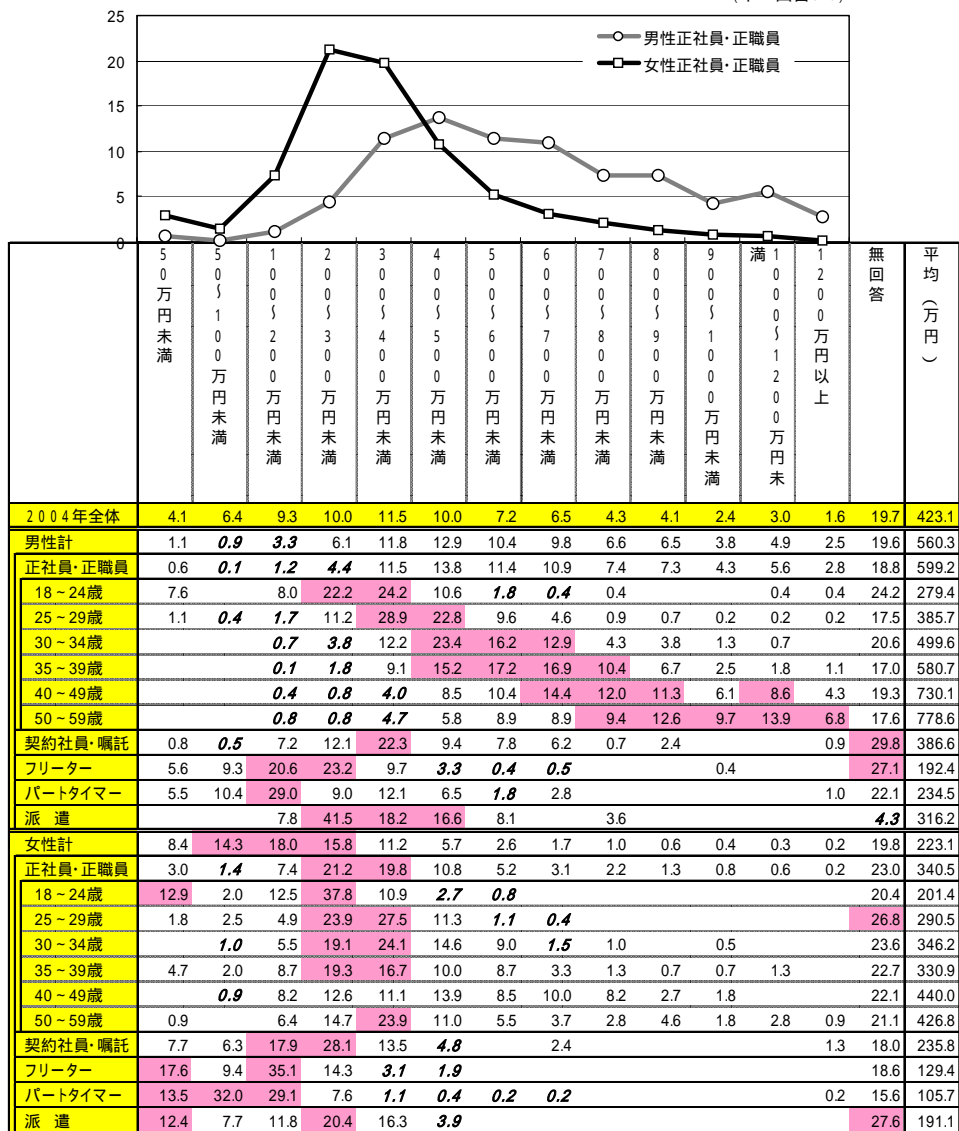 25
20
15
10
5
0
男性正社員・正職員
女性正社員・正職員
50万円未満
50~100万円未満
100~200万円未満
200~300万円未満
300~400万円未満
400~500万円未満
500~600万円未満
600~700万円未満
700~800万円未満
800~900万円未満
900~1000万円未満
1000~1200万円未満
1200万円以上
無回答
平均(万円)
2004年全体 4.1 6.4 9.3 10.0 11.5 10.0 7.2 6.5 4.3 4.1 2.4 3.0 1.6 19.7 423.1
男性計 1.1 0.9 3.3 6.1 11.8 12.9 10.4 9.8 6.6 6.5 3.8 4.9 2.5 19.6 560.3
正社員・正職員 0.6 0.1 1.2 4.4 11.5 13.8 11.4 10.9 7.4 7.3 4.3 5.6 2.8 18.8 599.2
18~24歳 7.6 8.0 22.2 24.2 10.6 1.8 0.4 0.4 0.4 0.4 24.2 279.4
25~29歳 1.1 0.4 1.7 11.2 28.9 22.8 9.6 4.6 0.9 0.7 0.2 0.2 0.2 17.5 385.7
30~34歳 0.7 3.8 12.2 23.4 16.2 12.9 4.3 3.8 1.3 0.7 20.6 499.6
35~39歳 0.1 1.8 9.1 15.2 17.2 16.9 10.4 6.7 2.5 1.8 1.1 17.0 580.7
40~49歳 0.4 0.8 4.0 8.5 10.4 14.4 12.0 11.3 6.1 8.6 4.3 19.3 730.1
50~59歳 0.8 0.8 4.7 5.8 8.9 8.9 9.4 12.6 9.7 13.9 6.8 17.6 778.6
契約社員・嘱託 0.8 0.5 7.2 12.1 22.3 9.4 7.8 6.2 0.7 2.4 0.9 29.8 386.6
フリーター 5.6 9.3 20.6 23.2 9.7 3.3 0.4 0.5 0.4 27.1 192.4
パートタイマー 5.5 10.4 29.0 9.0 12.1 6.5 1.8 2.8 1.0 22.1 234.5
派 遣 7.8 41.5 18.2 16.6 8.1 3.6 4.3 316.2
女性計 8.4 14.3 18.0 15.8 11.2 5.7 2.6 1.7 1.0 0.6 0.4 0.3 0.2 19.8 223.1
正社員・正職員 3.0 1.4 7.4 21.2 19.8 10.8 5.2 3.1 2.2 1.3 0.8 0.6 0.2 23.0 340.5
18~24歳 12.9 2.0 12.5 37.8 10.9 2.7 0.8 20.4 201.4
25~29歳 1.8 2.5 4.9 23.9 27.5 11.3 1.1 0.4 26.8 290.5
30~34歳 1.0 5.5 19.1 24.1 14.6 9.0 1.5 1.0 0.5 23.6 346.2
35~39歳 4.7 2.0 8.7 19.3 16.7 10.0 8.7 3.3 1.3 0.7 0.7 1.3 22.7 330.9
40~49歳 0.9 8.2 12.6 11.1 13.9 8.5 10.0 8.2 2.7 1.8 22.1 440.0
50~59歳 0.9 6.4 14.7 23.9 11.0 5.5 3.7 2.8 4.6 1.8 2.8 0.9 21.1 426.8
契約社員・嘱託 7.7 6.3 17.9 28.1 13.5 4.8 2.4 1.3 18.0 235.8
フリーター 17.6 9.4 35.1 14.3 3.1 1.9 18.6 129.4
パートタイマー 13.5 32.0 29.1 7.6 1.1 0.4 0.2 0.2 0.2 15.6 105.7
派 遣 12.4 7.7 11.8 20.4 16.3 3.9 27.6 191.1